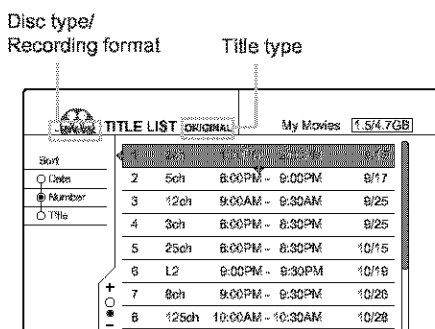 Disc type/
Recording format
Title type
TITLE LIST ORIGINAL My Movies 1.5/4.7GB
Sort
Date
Number
Title
1
2 5ch 8:00PM - 9:00PM 9/17
3 12ch 9:00AM - 9:30AM 9/25
4 3ch 8:00PM - 8:30PM 9/25
5 25ch 8:00PM - 8:30PM 10/15
6 L2 9:00PM - 9:30PM 10/19
7 8ch 9:00PM - 9:30PM 10/26
8 125ch 10:00AM - 10:30AM 10/28
+
-